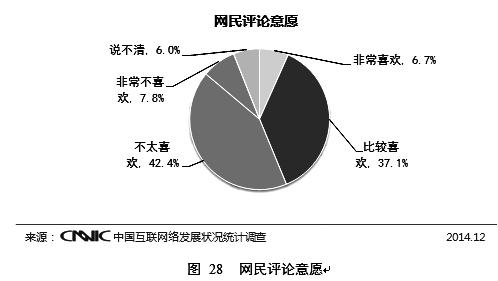 网民评论意愿
说不清, 6.0%
非常喜欢, 6.7%
非常不喜
欢, 7.8%
不太喜
欢, 42.4%
比较喜
欢, 37.1%
来源: CNNIC 中国互联网络发展状况统计调查 2014.12
图 28 网民评论意愿